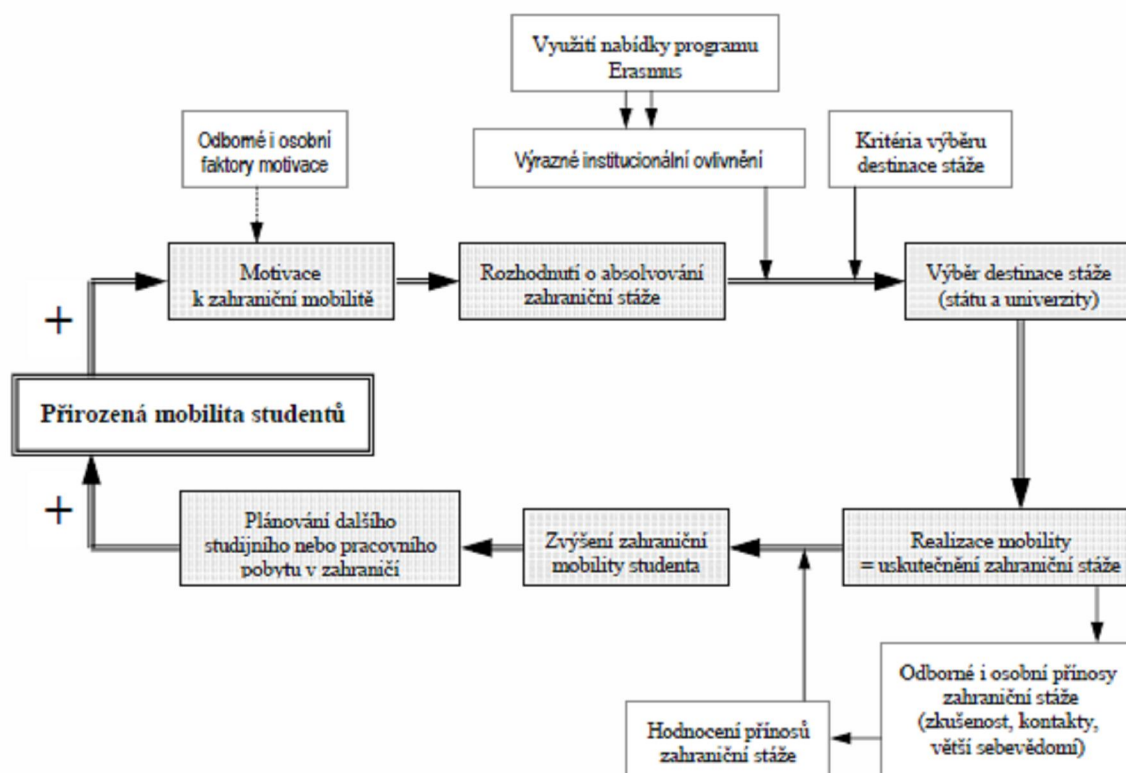 Využití nabídky programu
Erasmus
Odborné i osobní
faktory motivace
Výrazné institucionální ovlivnění
Kritéria výběru
destinace stáže
Motivace
k zahraniční mobilitě
Rozhodnutí o absolvování
zahraniční stáže
Výběr destinace stáže
(státu a univerzity)
+
Přirozená mobilita studentů
+
Plánování dalšího
studijního nebo pracovního
pobytu v zahraničí
Zvýšení zahraniční
mobility studenta
Realizace mobility
= uskutečnění zahraniční stáže
Odborné i osobní přínosy
zahraniční stáže
(zkušenost, kontakty,
větší sebevědomí)
Hodnocení přínosů
zahraniční stáže